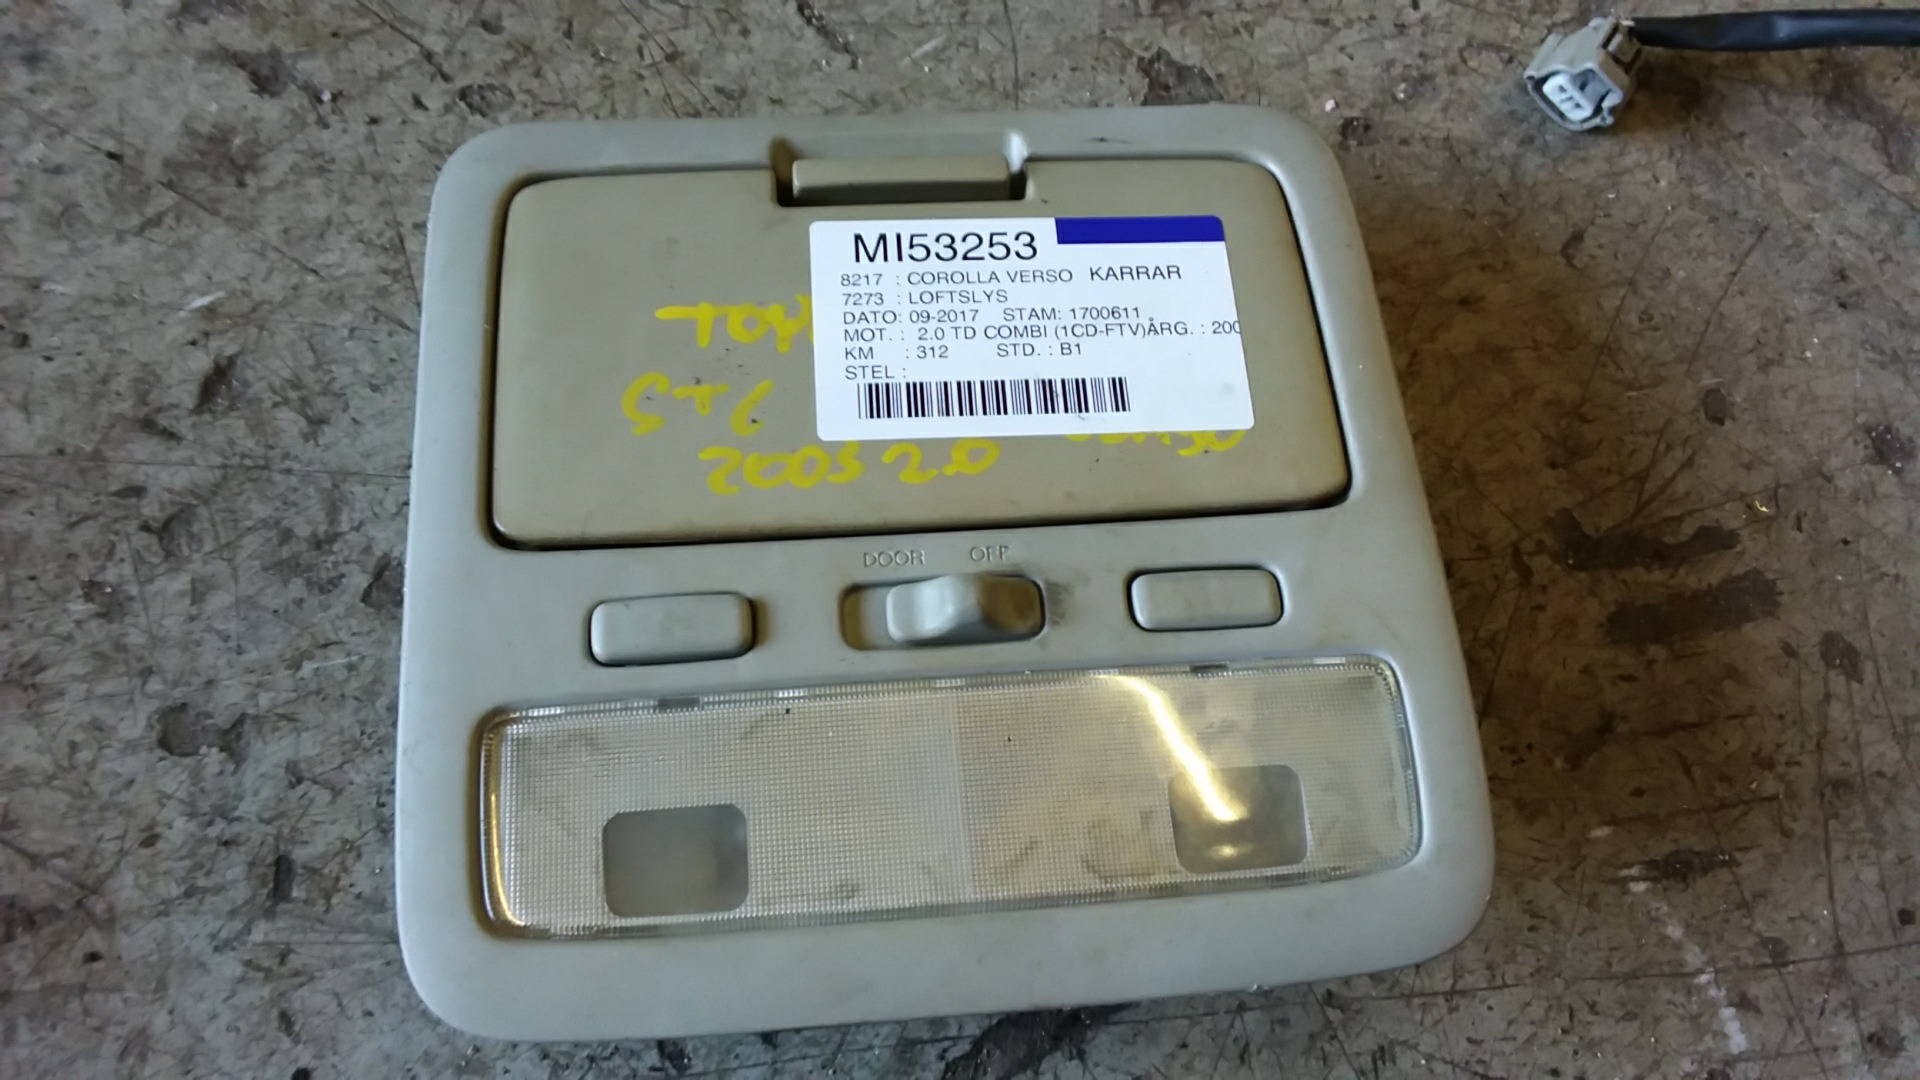 MI53253
8217 : COROLLA VERSO KARRAR
7273 : LOFTSLYS
DATO: 09-2017 STAM: 1700611
MOT. : 2.0 TD COMBI (1CD-FTV)ÅRG. : 200
KM : 312 STD. : B1
STEL :
TOY
2005 2.0
DOOR OFF